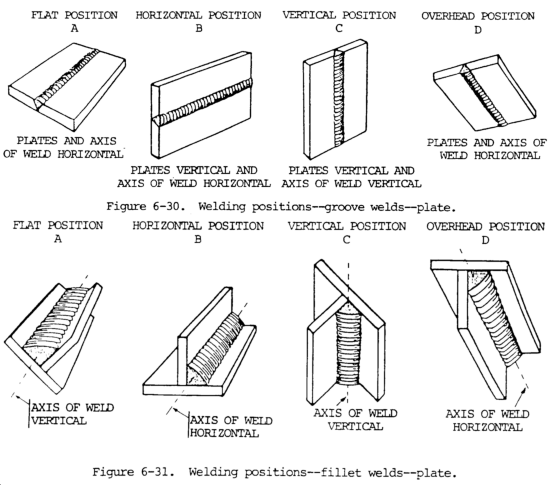 FLAT POSITION HORIZONTAL POSITION VERTICAL POSITION OVERHEAD POSITION
A B C D
PLATES AND AXIS
OF WELD HORIZONTAL
PLATES VERTICAL AND
AXIS OF WELD HORIZONTAL
PLATES VERTICAL AND
AXIS OF WELD VERTICAL
PLATES AND AXIS OF
WELD HORIZONTAL
Figure 6-30. Welding positions--groove welds--plate.
FLAT POSITION HORIZONTAL POSITION VERTICAL POSITION OVERHEAD POSITION
A B C D
AXIS OF WELD
VERTICAL
AXIS OF WELD
HORIZONTAL
AXIS OF WELD
VERTICAL
AXIS OF WELD
HORIZONTAL
Figure 6-31. Welding positions--fillet welds--plate.